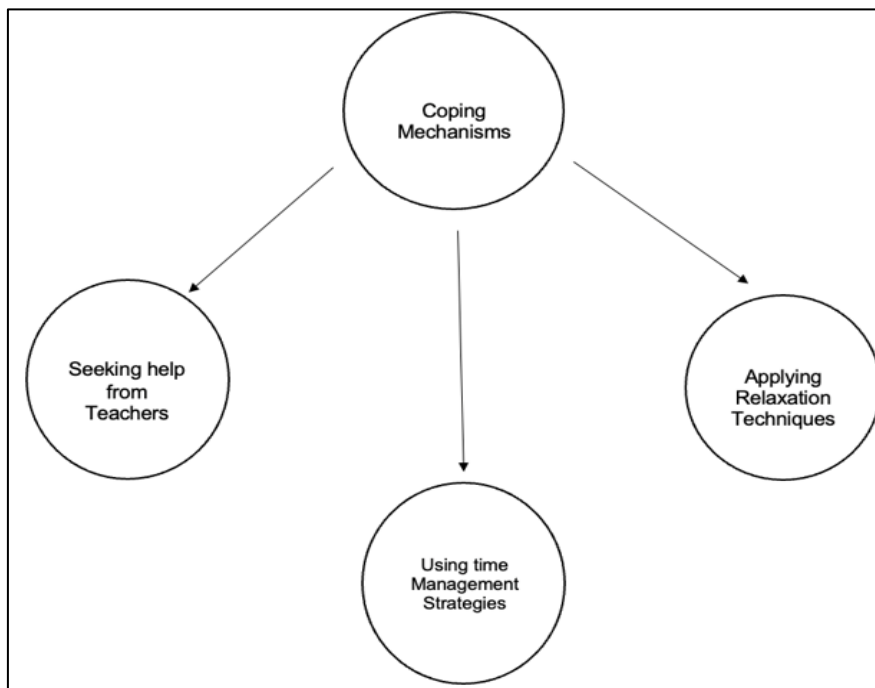 Coping
Mechanisms
Seeking help
from
Teachers
Applying
Relaxation
Techniques
Using time
Management
Strategies